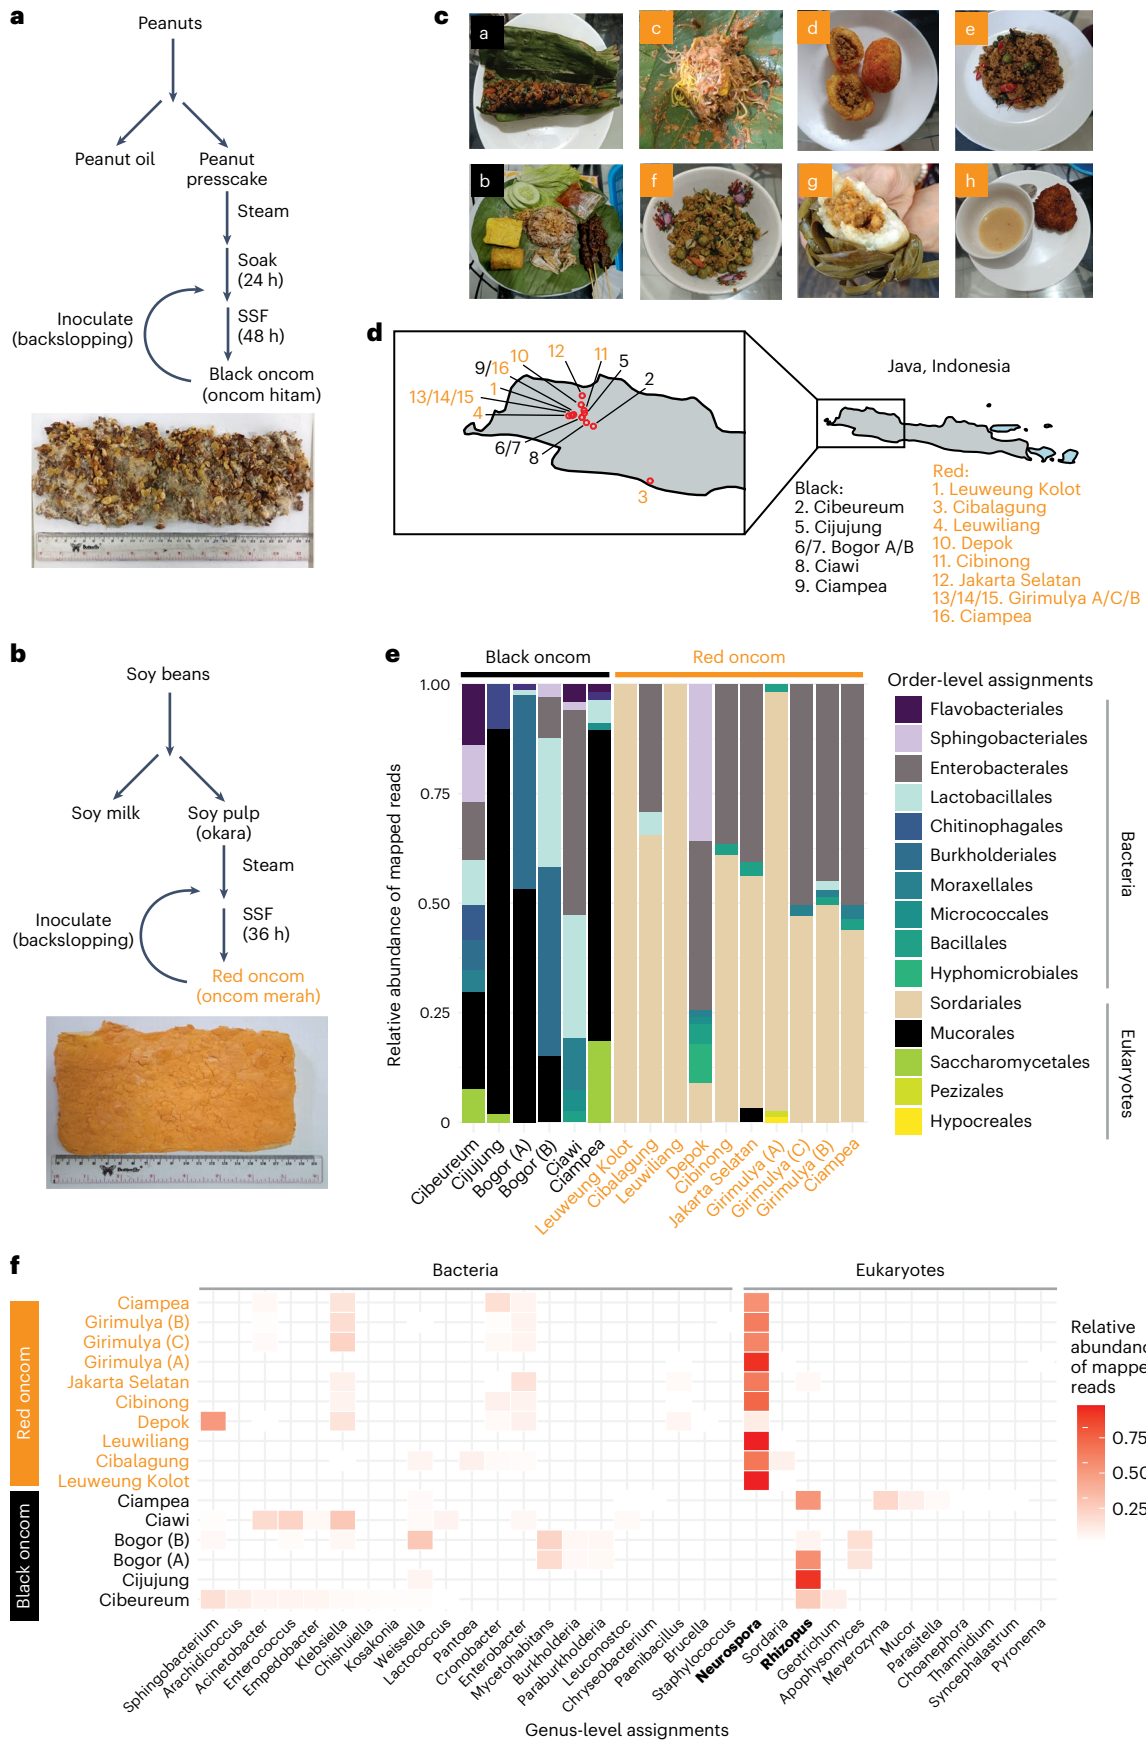 a
Peanuts
Peanut oil
Peanut
presscake
Steam
Soak
(24 h)
Inoculate
(backslopping)
SSF
(48 h)
Black oncom
(oncom hitam)
b
Soy beans
Soy milk
Soy pulp
(okara)
Steam
Inoculate
(backslopping)
SSF
(36 h)
Red oncom
(oncom merah)
c
a
c
d
e
b
f
g
h
d
9/16
10
12
11
5
2
13/14/15
1
4
6/7
8
3
Java, Indonesia
Black:
2. Cibeureum
5. Cijujung
6/7. Bogor A/B
8. Ciawi
9. Ciampea
Red:
1. Leuweung Kolot
3. Cibalagung
4. Leuwiliang
10. Depok
11. Cibinong
12. Jakarta Selatan
13/14/15. Girimulya A/C/B
16. Ciampea
e
Black oncom
Red oncom
Relative abundance of mapped reads
1.00
0.75
0.50
0.25
0
Cibeureum
Cijujung
Bogor (A)
Bogor (B)
Ciawi
Ciampea
Leuweung Kolot
Cibalagung
Leuwiliang
Depok
Cibinong
Jakarta Selatan
Girimulya (A)
Girimulya (C)
Girimulya (B)
Ciampea
Order-level assignments
Flavobacteriales
Sphingobacteriales
Enterobacterales
Lactobacillales
Chitinophagales
Burkholderiales
Moraxellales
Micrococcales
Bacillales
Hyphomicrobiales
Sordariales
Mucorales
Saccharomycetales
Pezizales
Hypocreales
Bacteria
Eukaryotes
f
Bacteria
Eukaryotes
Red oncom
Ciampea
Girimulya (B)
Girimulya (C)
Girimulya (A)
Jakarta Selatan
Cibinong
Depok
Leuwiliang
Cibalagung
Leuweung Kolot
Black oncom
Ciampea
Ciawi
Bogor (B)
Bogor (A)
Cijujung
Cibeureum
Sphingobacterium
Arachidicoccus
Acinetobacter
Enterococcus
Empedobacter
Klebsiella
Chishuiella
Kosakonia
Weissella
Lactococcus
Pantoea
Cronobacter
Enterobacter
Mycetohabitans
Burkholderia
Paraburkholderia
Leuconostoc
Chryseobacterium
Paenibacillus
Brucella
Staphylococcus
Neurospora
Sordaria
Rhizopus
Geotrichum
Apophysomyces
Meyerozyma
Mucor
Parasitella
Choanephora
Thamnidium
Syncephalastrum
Pyronema
Genus-level assignments
Relative
abundanc
of mappe
reads
0.75
0.50
0.25